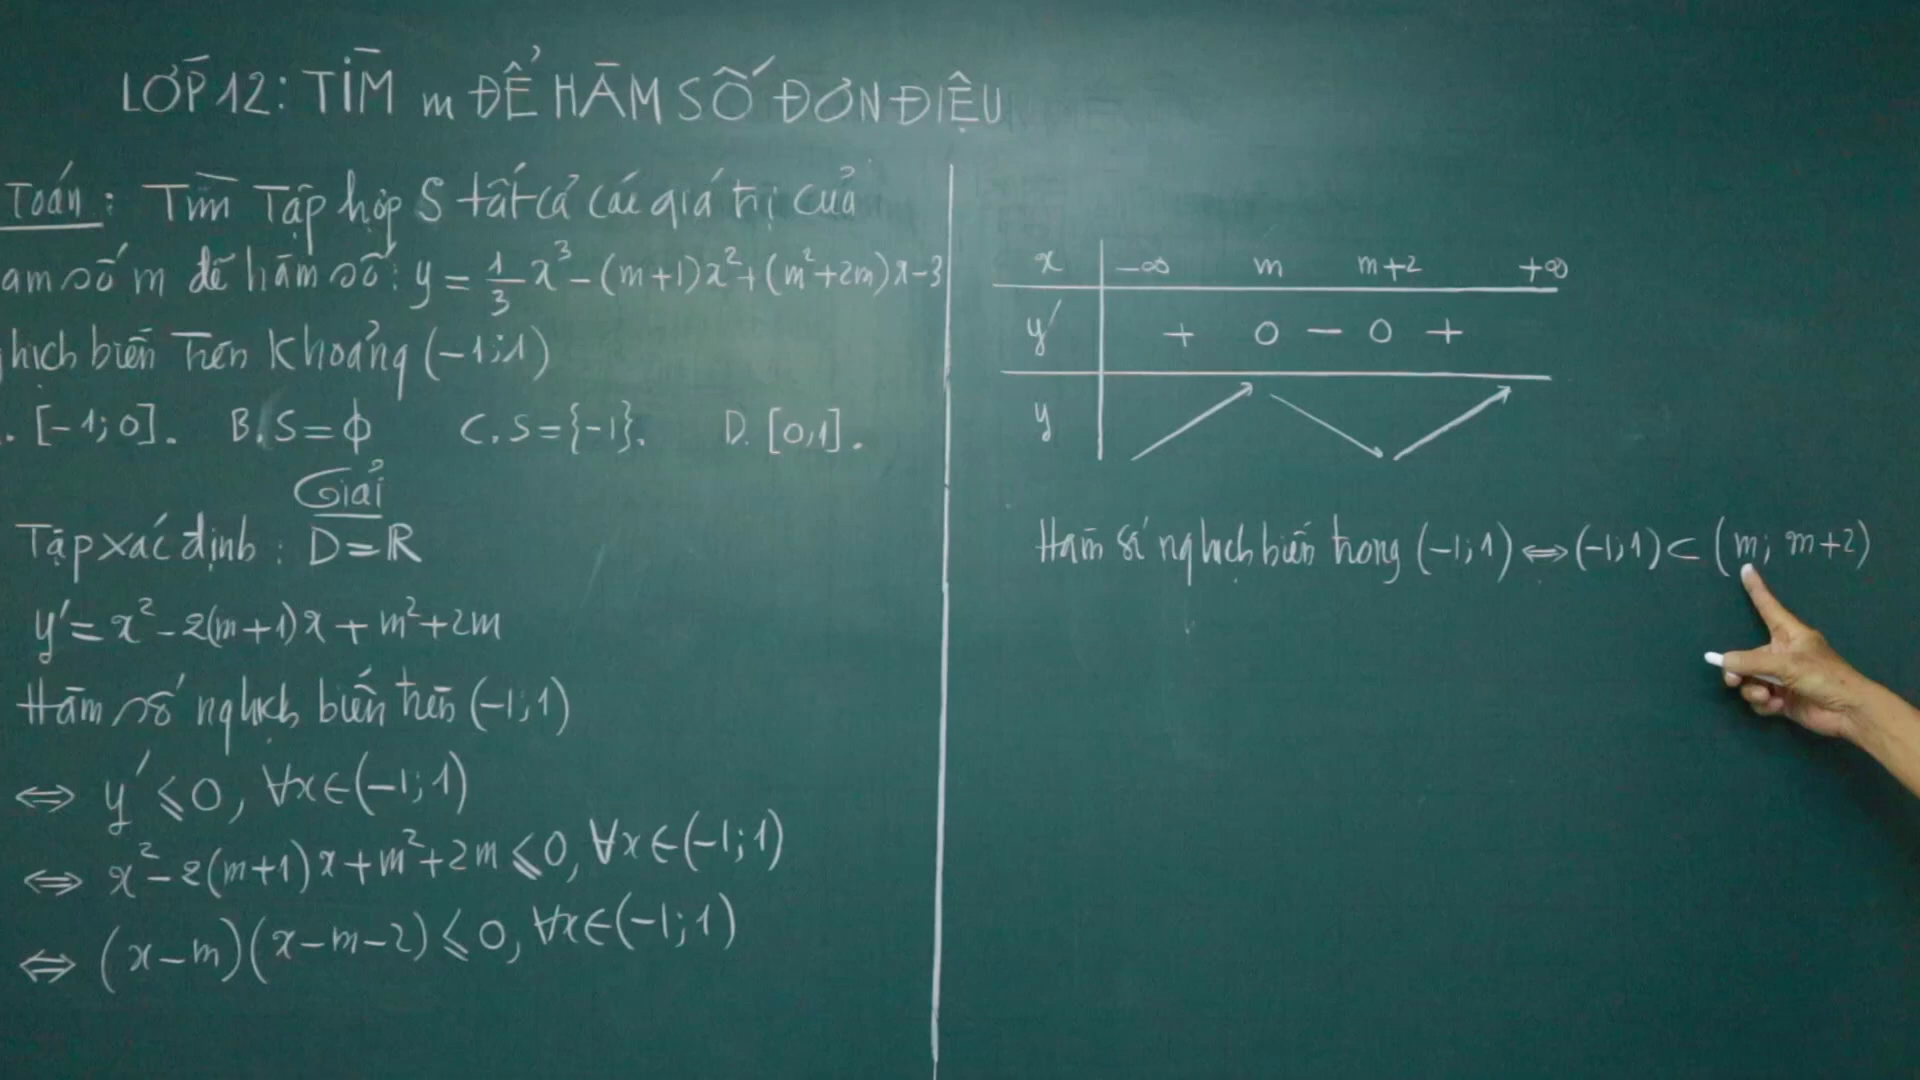 LỚP 12: TÌM m ĐỂ HÀM SỐ ĐƠN ĐIỆU
Toán: Tìm Tập hợp S tất cả các giá trị của
am số m để hàm số: y = 1/3 x³ - (m+1)x² + (m²+2m)x - 3
hịch biến trên khoảng (-1;1)
. [-1;0]. B. S = ϕ C. S = {-1}. D. [0,1].
Giải
Tập xác định: D = R
y' = x² - 2(m+1)x + m² + 2m
Hàm số nghịch biến trên (-1;1)
⇔ y' ⩽ 0, ∀x ∈ (-1;1)
⇔ x² - 2(m+1)x + m² + 2m ⩽ 0, ∀x ∈ (-1;1)
⇔ (x-m)(x-m-2) ⩽ 0, ∀x ∈ (-1;1)
x -∞ m m+2 +∞
y' + 0 - 0 +
y
Hàm số nghịch biến trong (-1;1) ⇔ (-1;1) ⊂ (m; m+2)